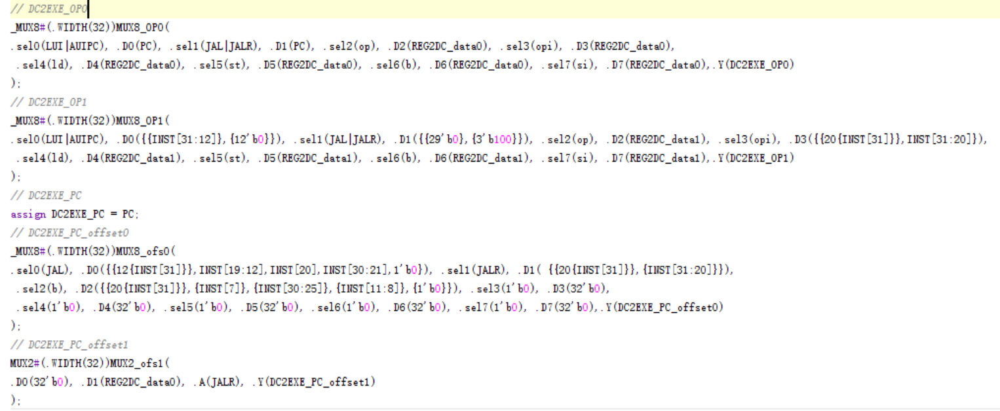 // DC2EXE_OP0
_MUX8#(.WIDTH(32))MUX8_OP0(
.sel0(LUI|AUIPC), .D0(PC), .sel1(JAL|JALR), .D1(PC), .sel2(op), .D2(REG2DC_data0), .sel3(opi), .D3(REG2DC_data0),
.sel4(ld), .D4(REG2DC_data0), .sel5(st), .D5(REG2DC_data0), .sel6(b), .D6(REG2DC_data0), .sel7(si), .D7(REG2DC_data0),.Y(DC2EXE_OP0)
);
// DC2EXE_OP1
_MUX8#(.WIDTH(32))MUX8_OP1(
.sel0(LUI|AUIPC), .D0({{INST[31:12]},{12'b0}}), .sel1(JAL|JALR), .D1({{29'b0},{3'b100}}), .sel2(op), .D2(REG2DC_data1), .sel3(opi), .D3({{20{INST[31]}},INST[31:20]}),
.sel4(ld), .D4(REG2DC_data1), .sel5(st), .D5(REG2DC_data1), .sel6(b), .D6(REG2DC_data1), .sel7(si), .D7(REG2DC_data1),.Y(DC2EXE_OP1)
);
// DC2EXE_PC
assign DC2EXE_PC = PC;
// DC2EXE_PC_offset0
_MUX8#(.WIDTH(32))MUX8_ofs0(
.sel0(JAL), .D0({{12{INST[31]}},INST[19:12],INST[20],INST[30:21],1'b0}), .sel1(JALR), .D1( {{20{INST[31]}},{INST[31:20]}}),
.sel2(b), .D2({{20{INST[31]}},{INST[7]},{INST[30:25]},{INST[11:8]},{1'b0}}), .sel3(1'b0), .D3(32'b0),
.sel4(1'b0), .D4(32'b0), .sel5(1'b0), .D5(32'b0), .sel6(1'b0), .D6(32'b0), .sel7(1'b0), .D7(32'b0),.Y(DC2EXE_PC_offset0)
);
// DC2EXE_PC_offset1
MUX2#(.WIDTH(32))MUX2_ofs1(
.D0(32'b0), .D1(REG2DC_data0), .A(JALR), .Y(DC2EXE_PC_offset1)
);